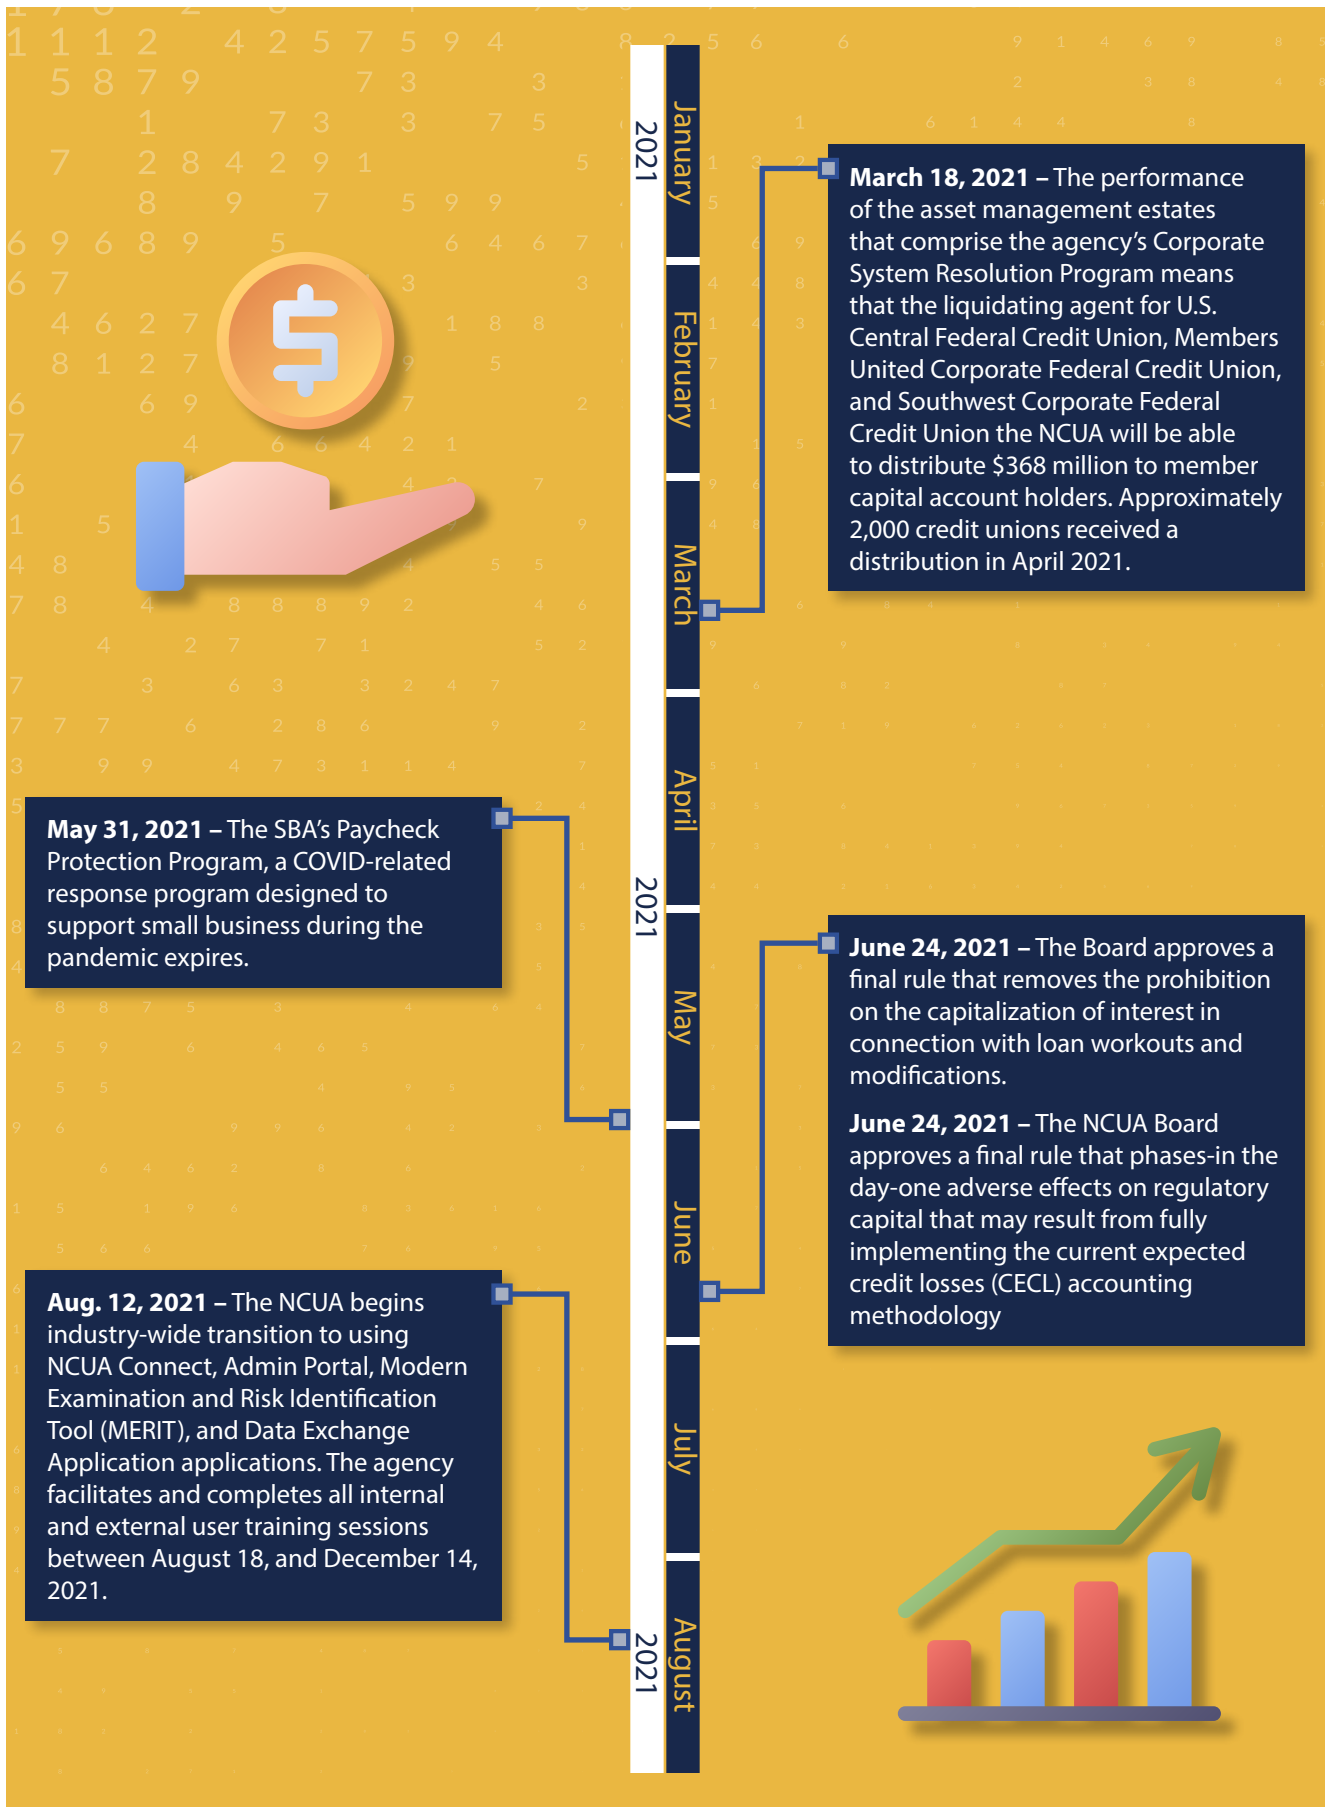 2021
January
February
March
April
2021
May
June
July
August
2021
March 18, 2021 – The performance
of the asset management estates
that comprise the agency’s Corporate
System Resolution Program means
that the liquidating agent for U.S.
Central Federal Credit Union, Members
United Corporate Federal Credit Union,
and Southwest Corporate Federal
Credit Union the NCUA will be able
to distribute $368 million to member
capital account holders. Approximately
2,000 credit unions received a
distribution in April 2021.
May 31, 2021 – The SBA’s Paycheck
Protection Program, a COVID-related
response program designed to
support small business during the
pandemic expires.
June 24, 2021 – The Board approves a
final rule that removes the prohibition
on the capitalization of interest in
connection with loan workouts and
modifications.
June 24, 2021 – The NCUA Board
approves a final rule that phases-in the
day-one adverse effects on regulatory
capital that may result from fully
implementing the current expected
credit losses (CECL) accounting
methodology
Aug. 12, 2021 – The NCUA begins
industry-wide transition to using
NCUA Connect, Admin Portal, Modern
Examination and Risk Identification
Tool (MERIT), and Data Exchange
Application applications. The agency
facilitates and completes all internal
and external user training sessions
between August 18, and December 14,
2021.